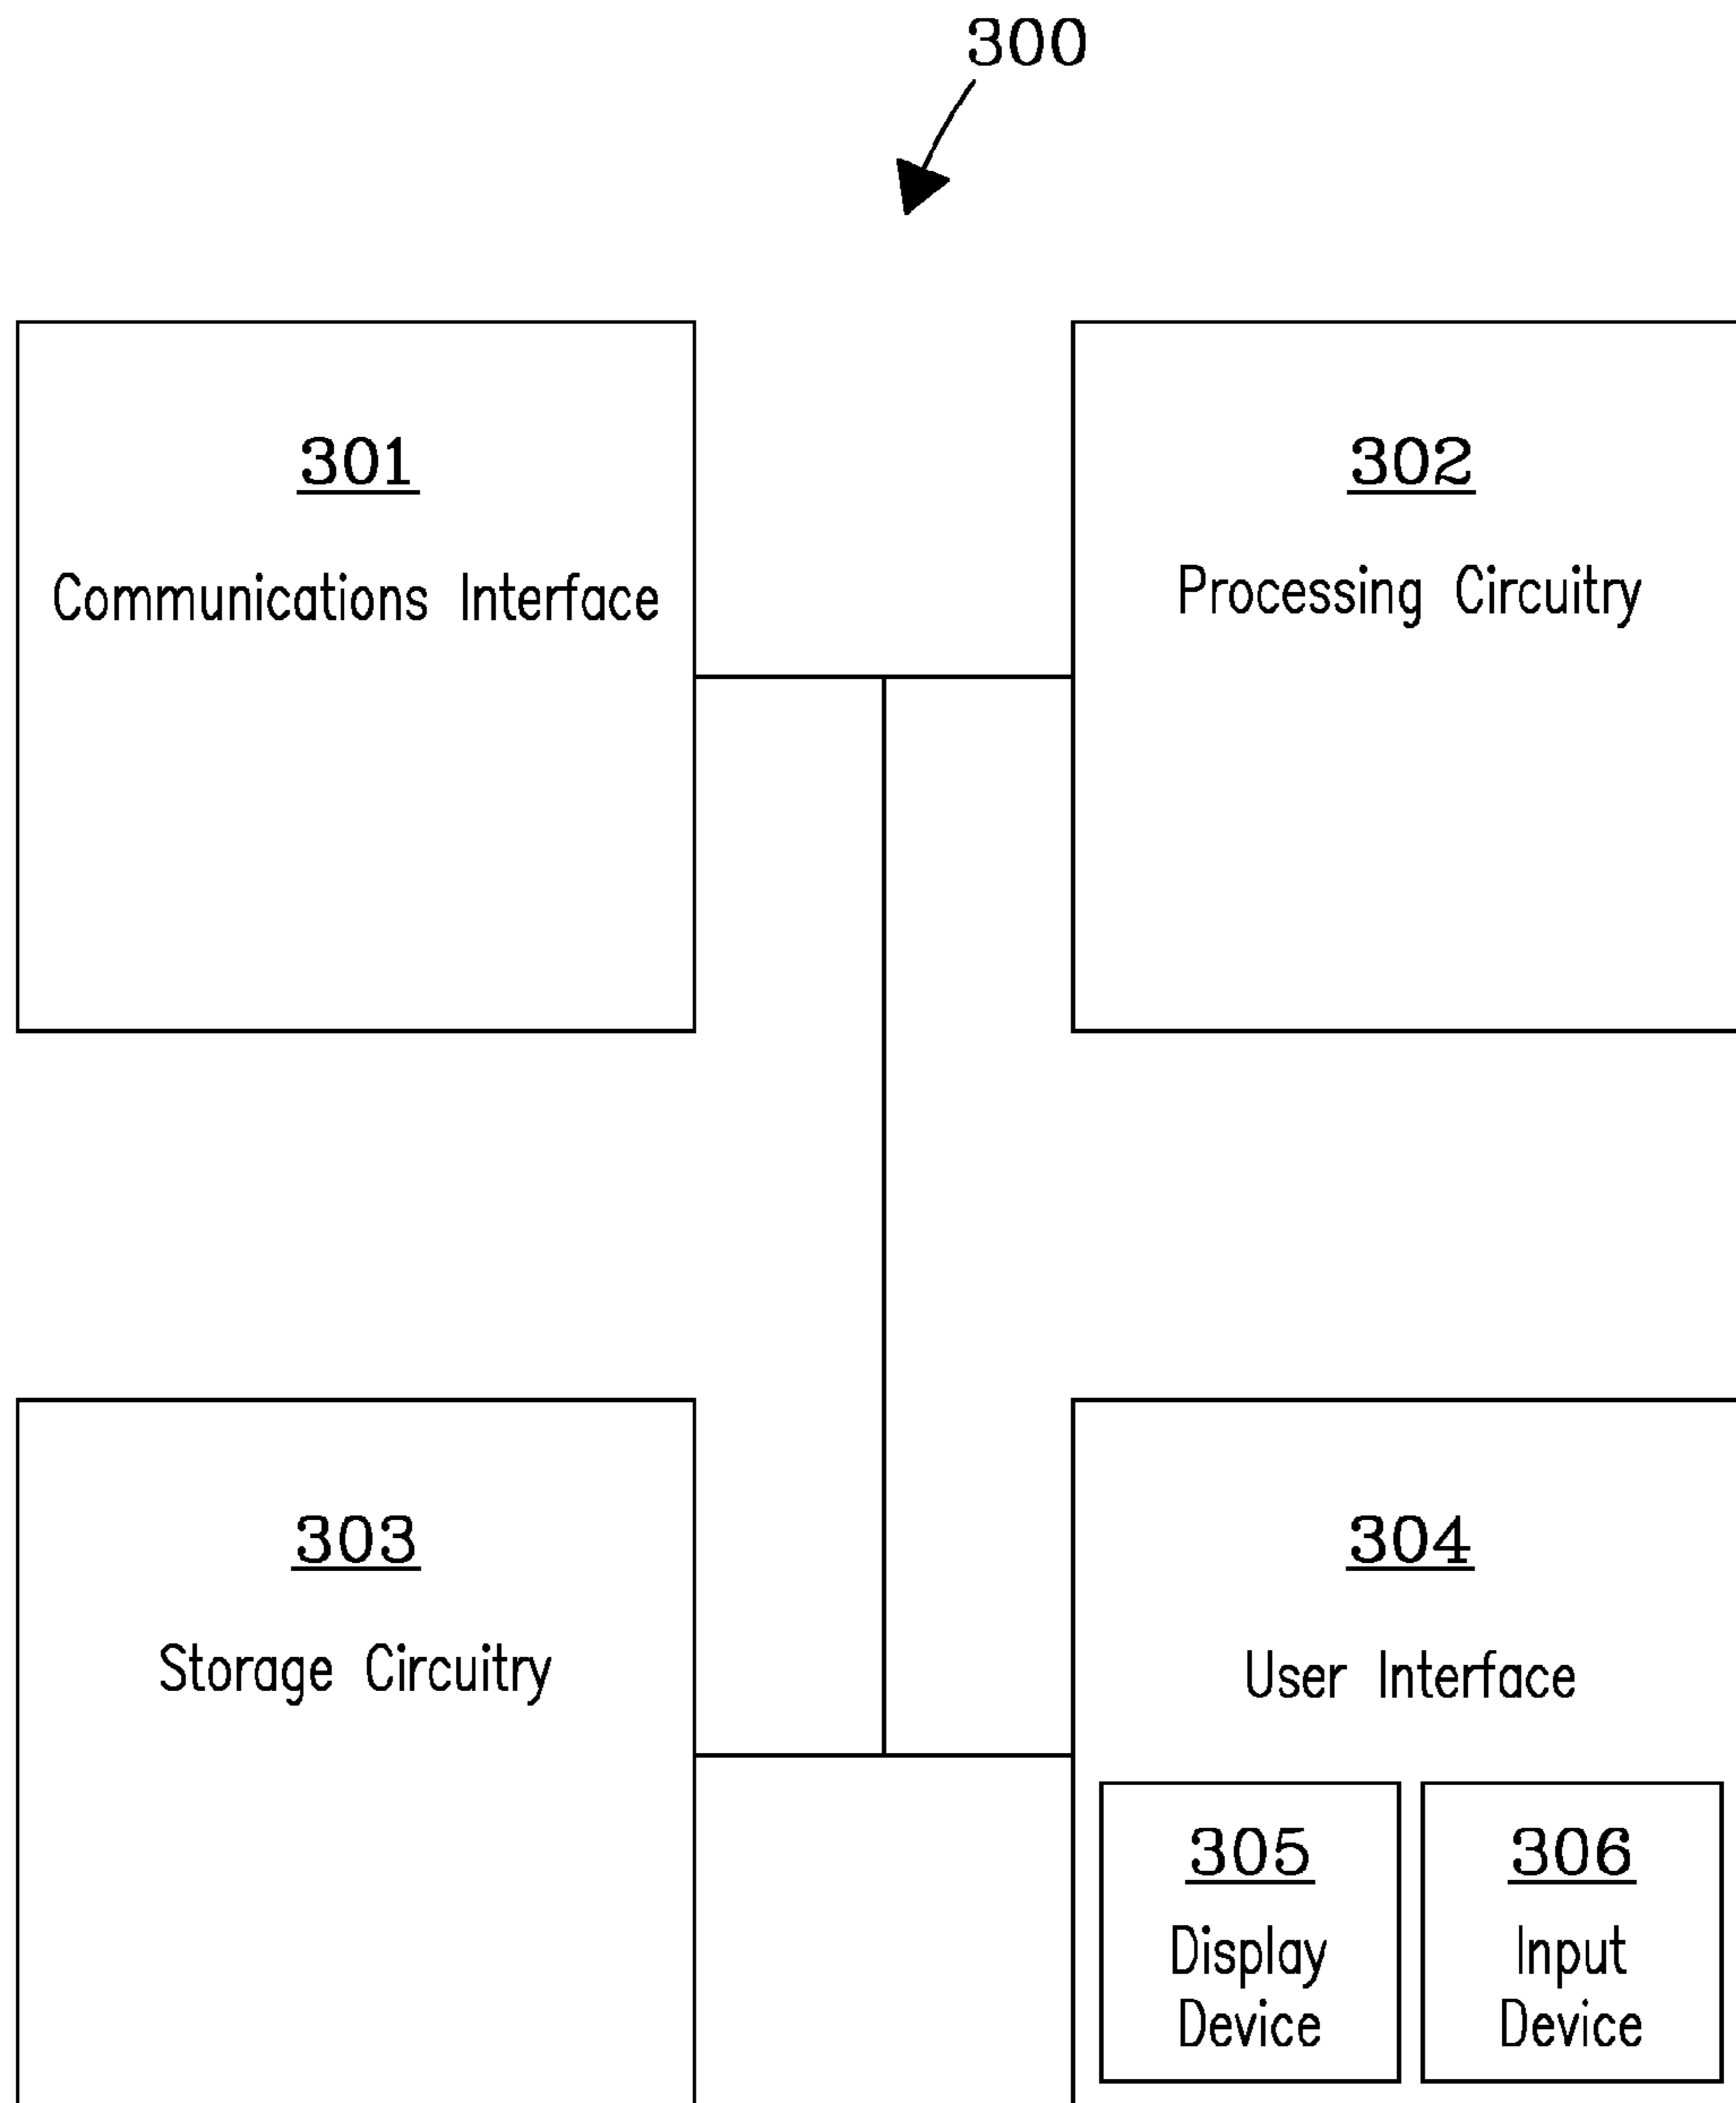 300
301
Communications Interface
302
Processing Circuitry
303
Storage Circuitry
304
User Interface
305
Display
Device
306
Input
Device